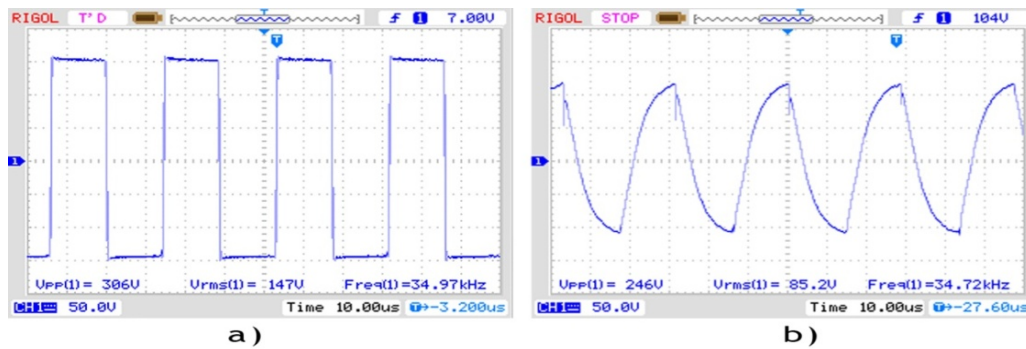 RIGOL T'D T f 1 7.00V
T
1
Vpp(1)= 306V Vrms(1)= 147V Freq(1)=34.97kHz
CH1 50.0V Time 10.00us T→-3.200us
a)
RIGOL STOP T f 1 104V
T
1
Vpp(1)= 246V Vrms(1)= 85.2V Freq(1)=34.72kHz
CH1 50.0V Time 10.00us T→-27.60us
b)